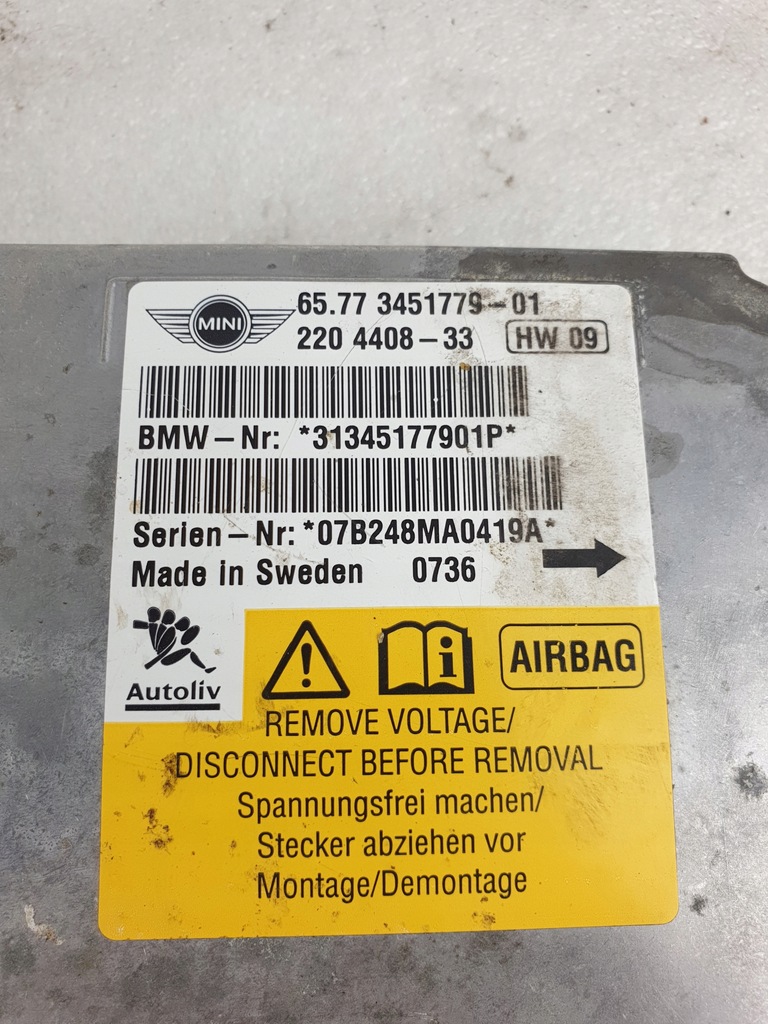 MINI
65.77 3451779-01
220 4408-33 HW 09
BMW-Nr: *31345177901P*
Serien-Nr: *07B248MA0419A*
Made in Sweden 0736
Autoliv
AIRBAG
REMOVE VOLTAGE/
DISCONNECT BEFORE REMOVAL
Spannungsfrei machen/
Stecker abziehen vor
Montage/Demontage